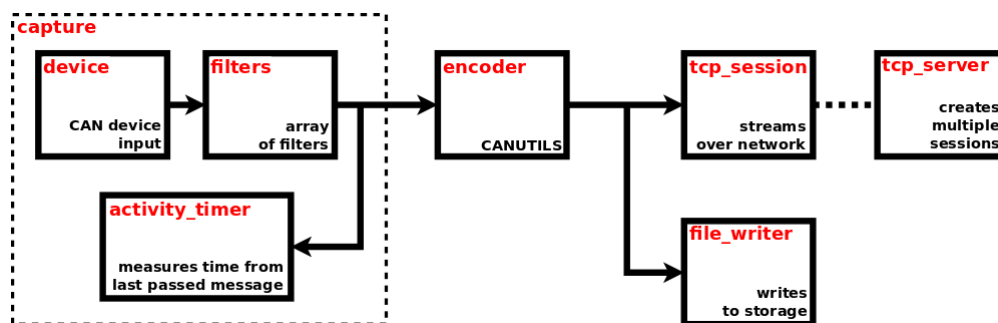 capture
device
CAN device
input
filters
array
of filters
encoder
CANUTILS
tcp_session
streams
over network
tcp_server
creates
multiple
sessions
activity_timer
measures time from
last passed message
file_writer
writes
to storage